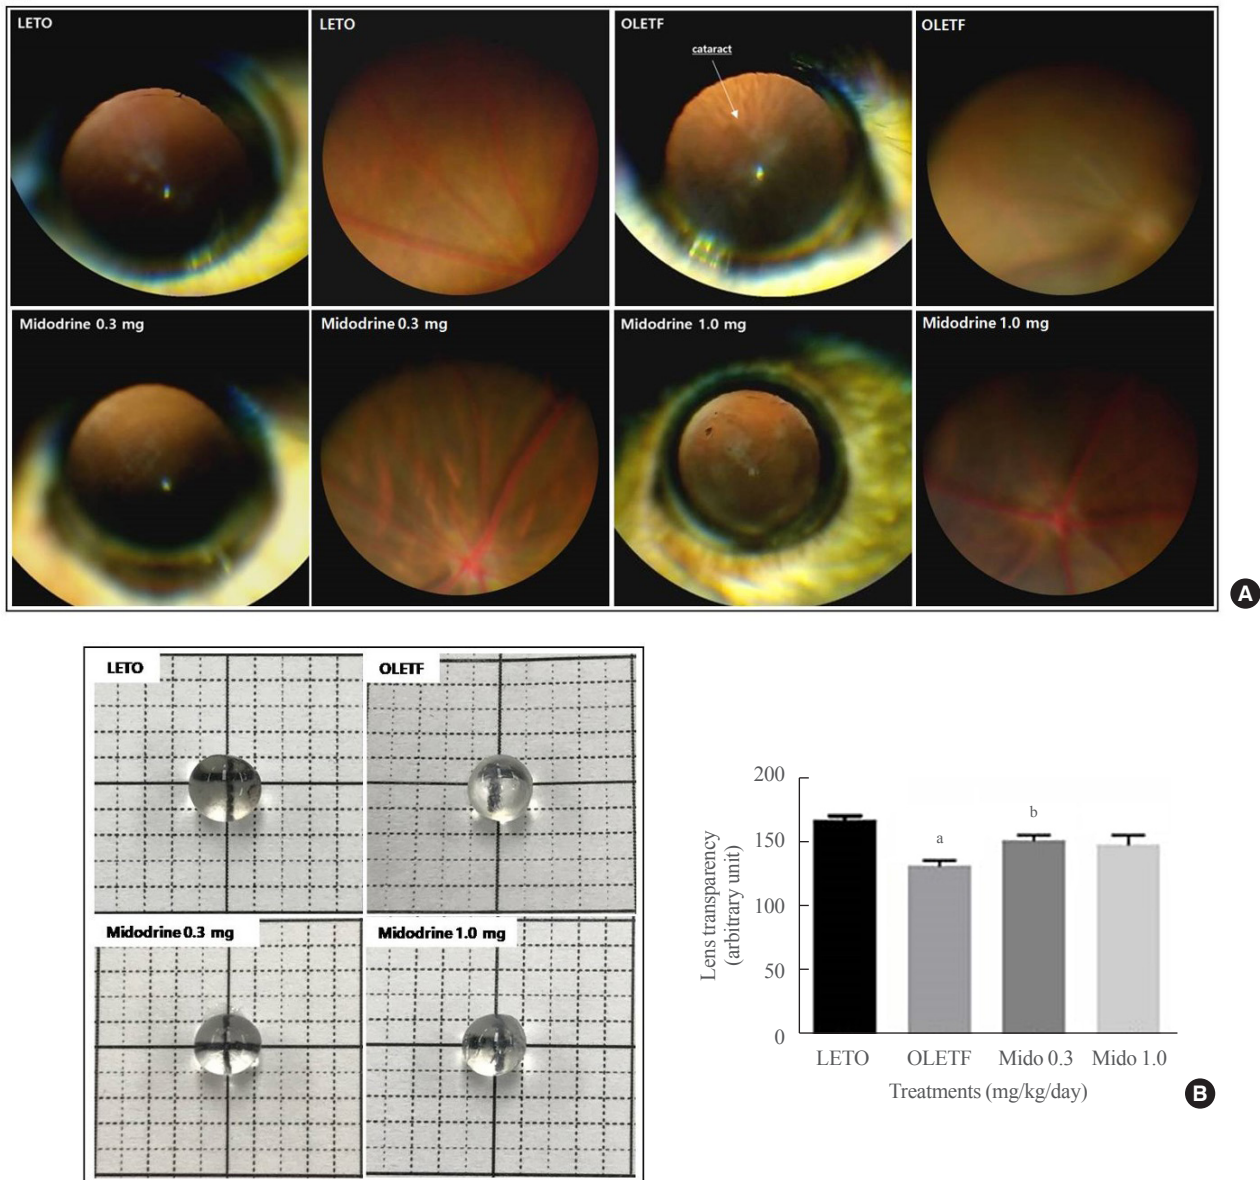 LETO
LETO
OLETF
cataract
OLETF
Midodrine 0.3 mg
Midodrine 0.3 mg
Midodrine 1.0 mg
Midodrine 1.0 mg
A
LETO
OLETF
Midodrine 0.3 mg
Midodrine 1.0 mg
Lens transparency
(arbitrary unit)
200
150
100
50
0
a
b
LETO
OLETF
Mido 0.3
Mido 1.0
Treatments (mg/kg/day)
B